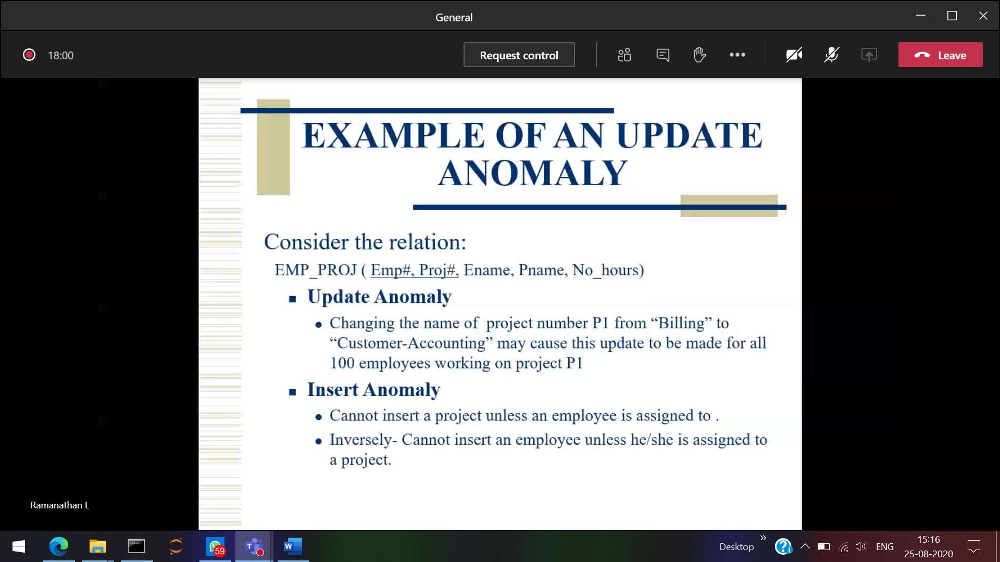 General
18:00
Request control
Leave
EXAMPLE OF AN UPDATE
ANOMALY
Consider the relation:
EMP_PROJ ( Emp#, Proj#, Ename, Pname, No_hours)
Update Anomaly
Changing the name of project number P1 from “Billing” to
“Customer-Accounting” may cause this update to be made for all
100 employees working on project P1
Insert Anomaly
Cannot insert a project unless an employee is assigned to .
Inversely- Cannot insert an employee unless he/she is assigned to
a project.
Ramanathan L
59
Desktop
ENG
15:16
25-08-2020